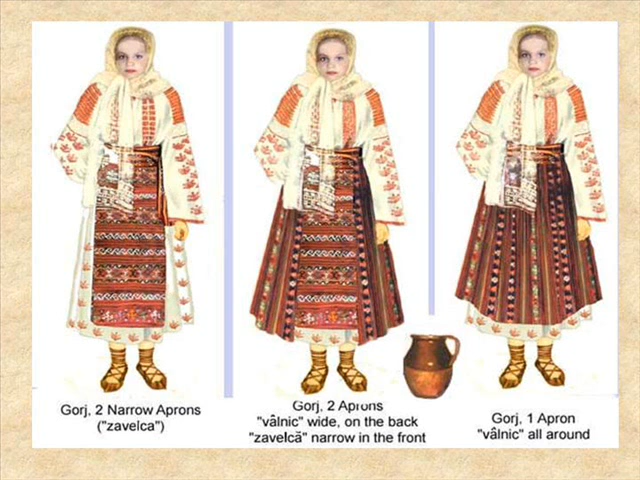 Gorj, 2 Narrow Aprons
("zavelca")
Gorj, 2 Aprons
"vâlnic" wide, on the back
"zavelcă" narrow in the front
Gorj, 1 Apron
"vâlnic" all around